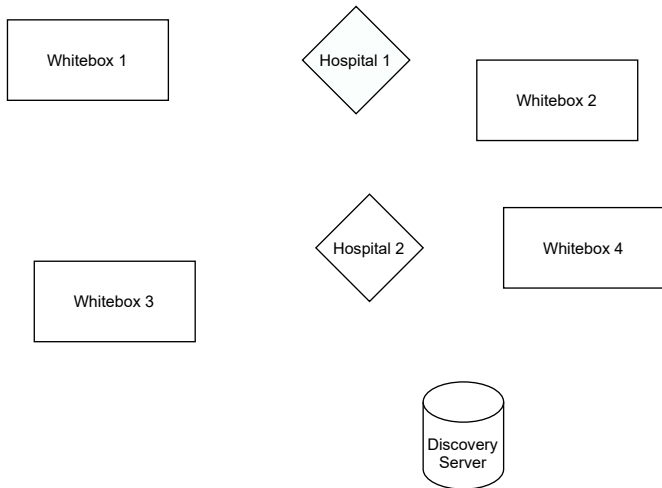 Whitebox 1
Hospital 1
Whitebox 2
Hospital 2
Whitebox 4
Whitebox 3
Discovery
Server